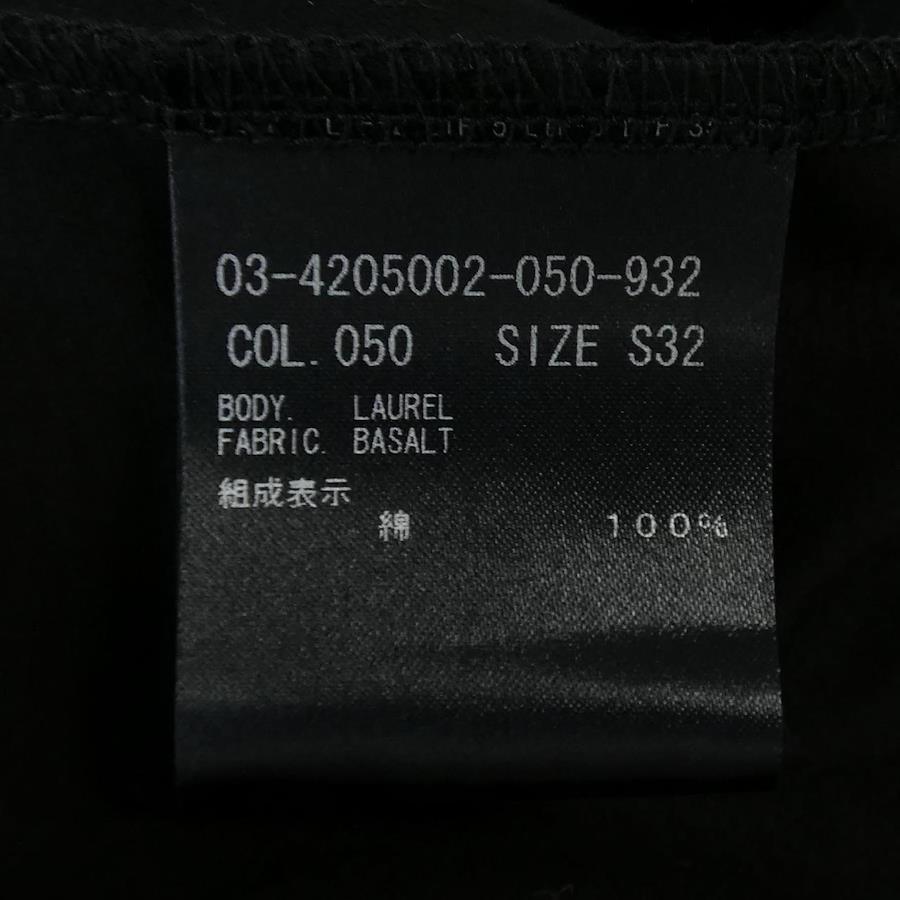 03-4205002-050-932
COL. 050 SIZE S32
BODY. LAUREL
FABRIC. BASALT
組成表示
綿 100%